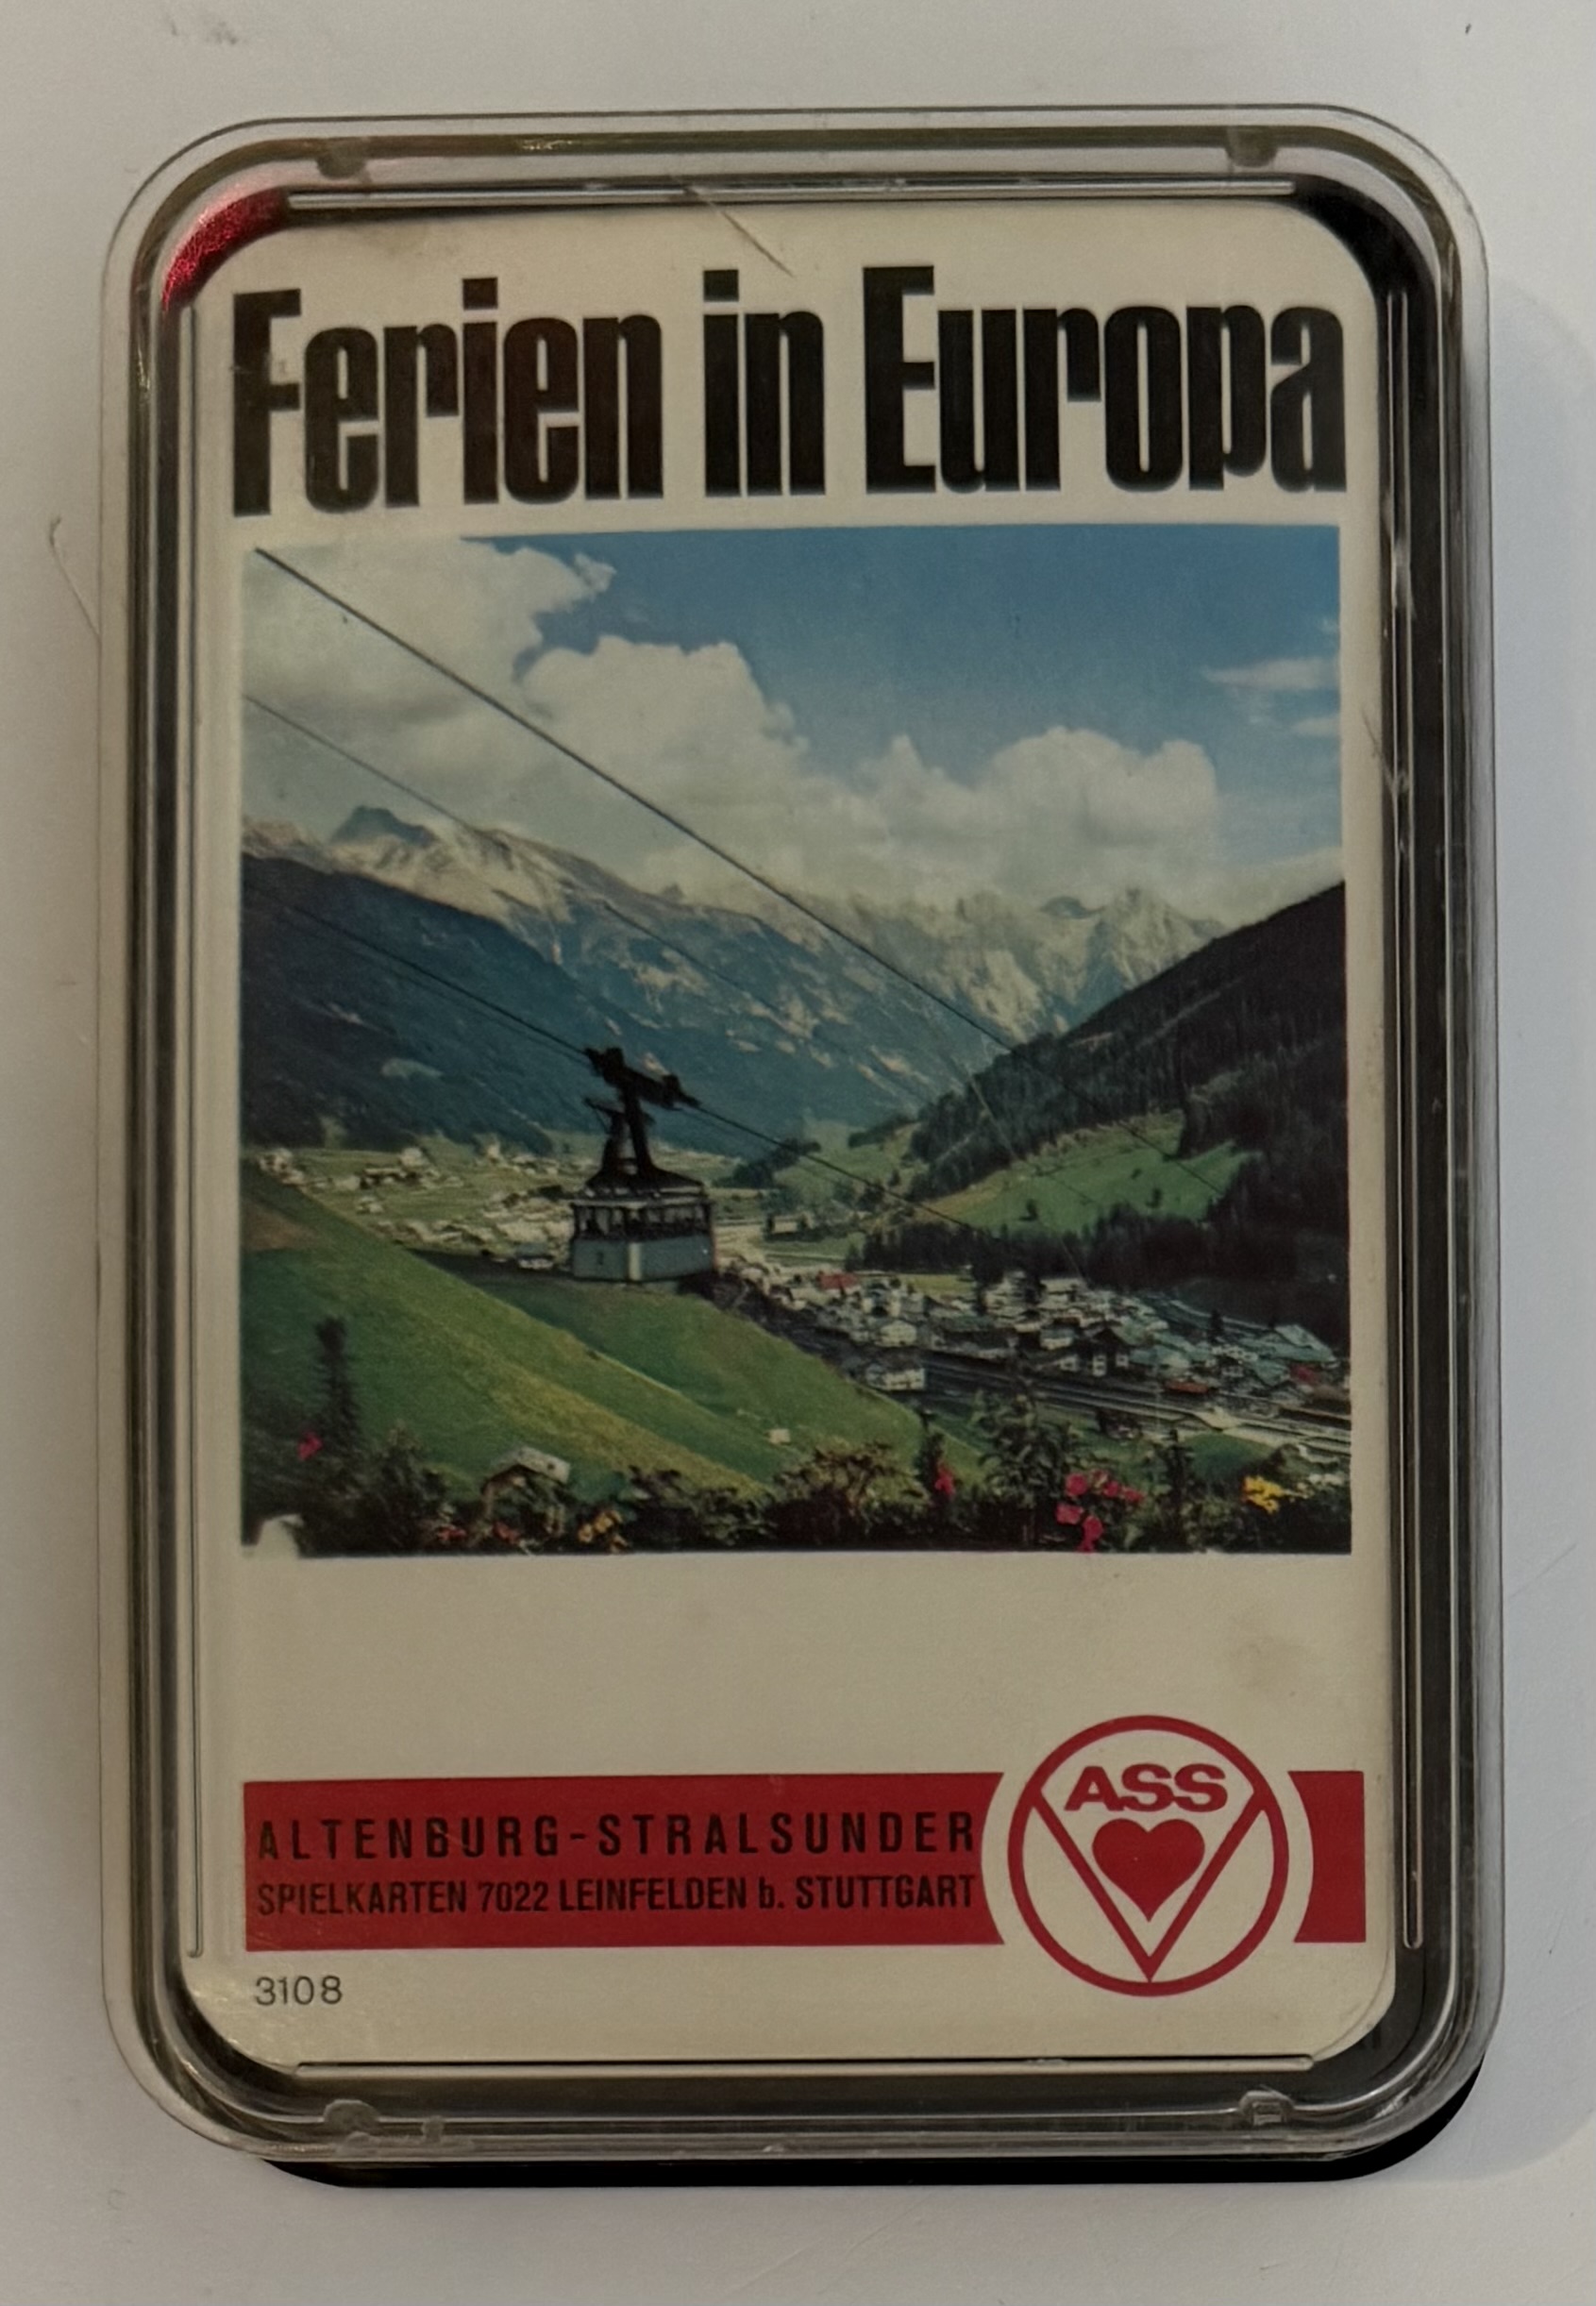 Ferien in Europa
ALTENBURG-STRALSUNDER
SPIELKARTEN 7022 LEINFELDEN b. STUTTGART
ASS
3108